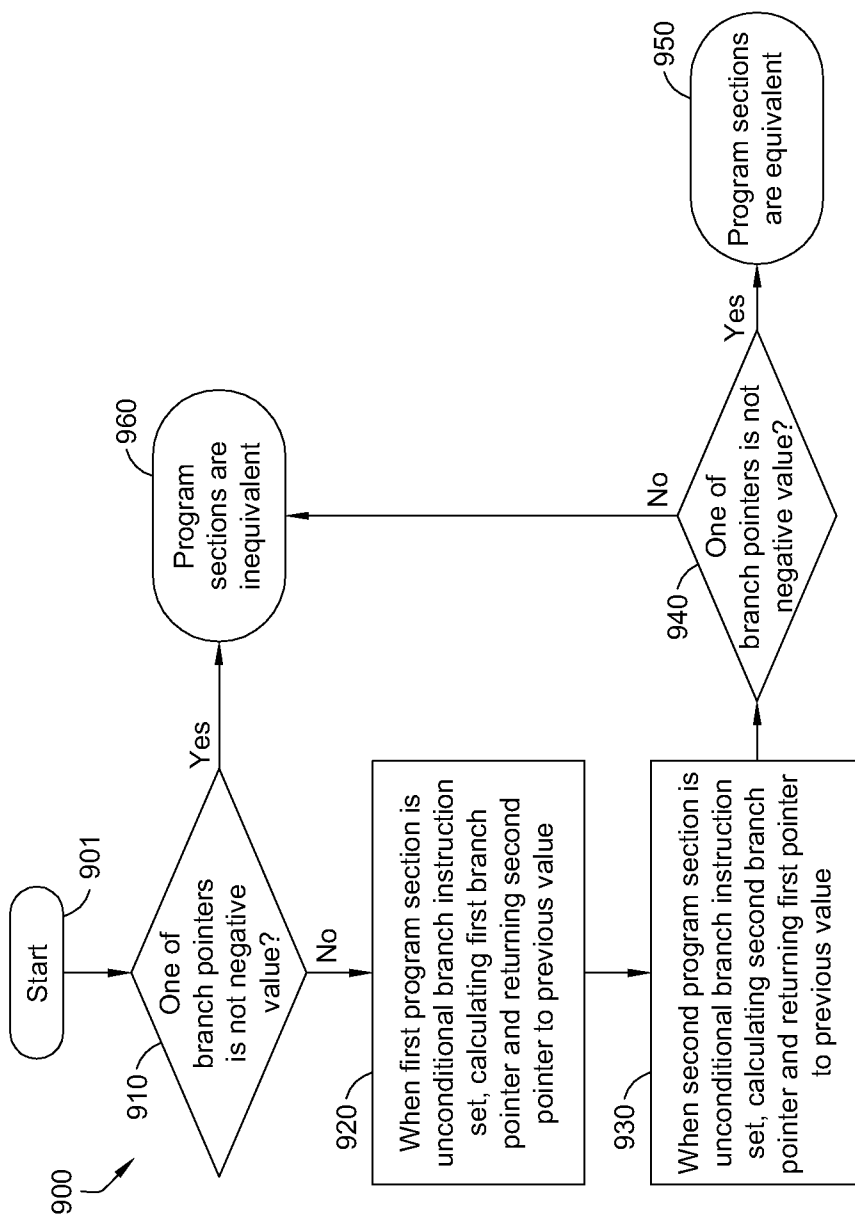 900
Start
901
910
One of
branch pointers
is not negative
value?
Yes
No
960
Program
sections are
inequivalent
920
When first program section is
unconditional branch instruction
set, calculating first branch
pointer and returning second
pointer to previous value
930
When second program section is
unconditional branch instruction
set, calculating second branch
pointer and returning first pointer
to previous value
940
One of
branch pointers is not
negative value?
No
Yes
950
Program sections
are equivalent